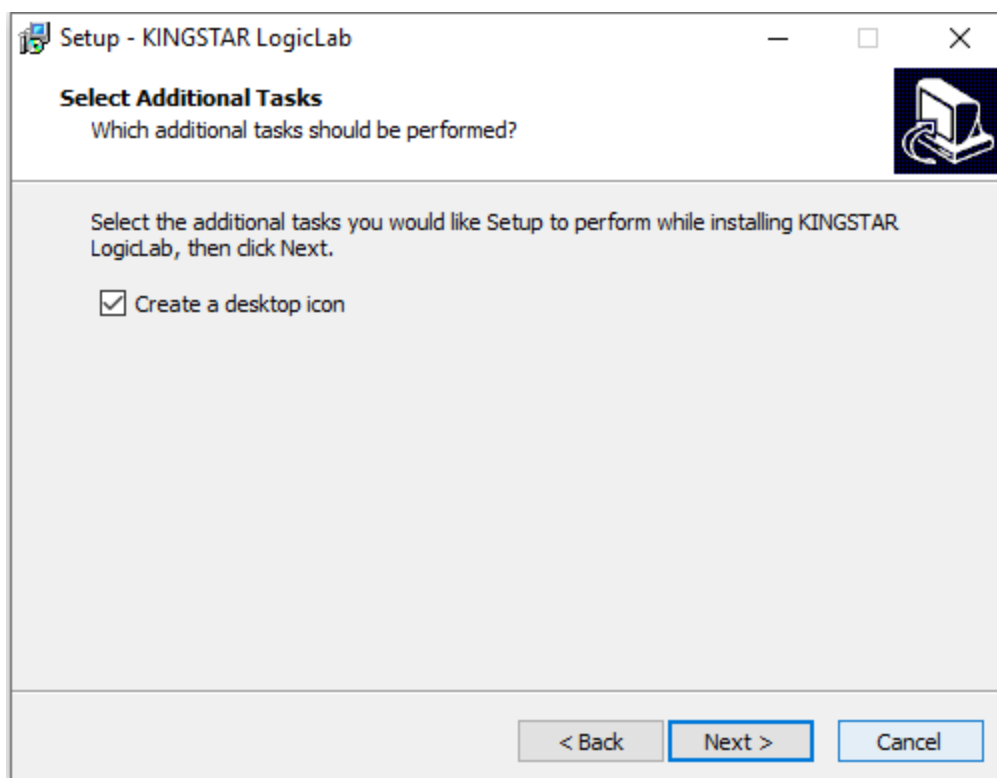 Setup - KINGSTAR LogicLab
Select Additional Tasks
Which additional tasks should be performed?
Select the additional tasks you would like Setup to perform while installing KINGSTAR
LogicLab, then click Next.
Create a desktop icon
< Back
Next >
Cancel